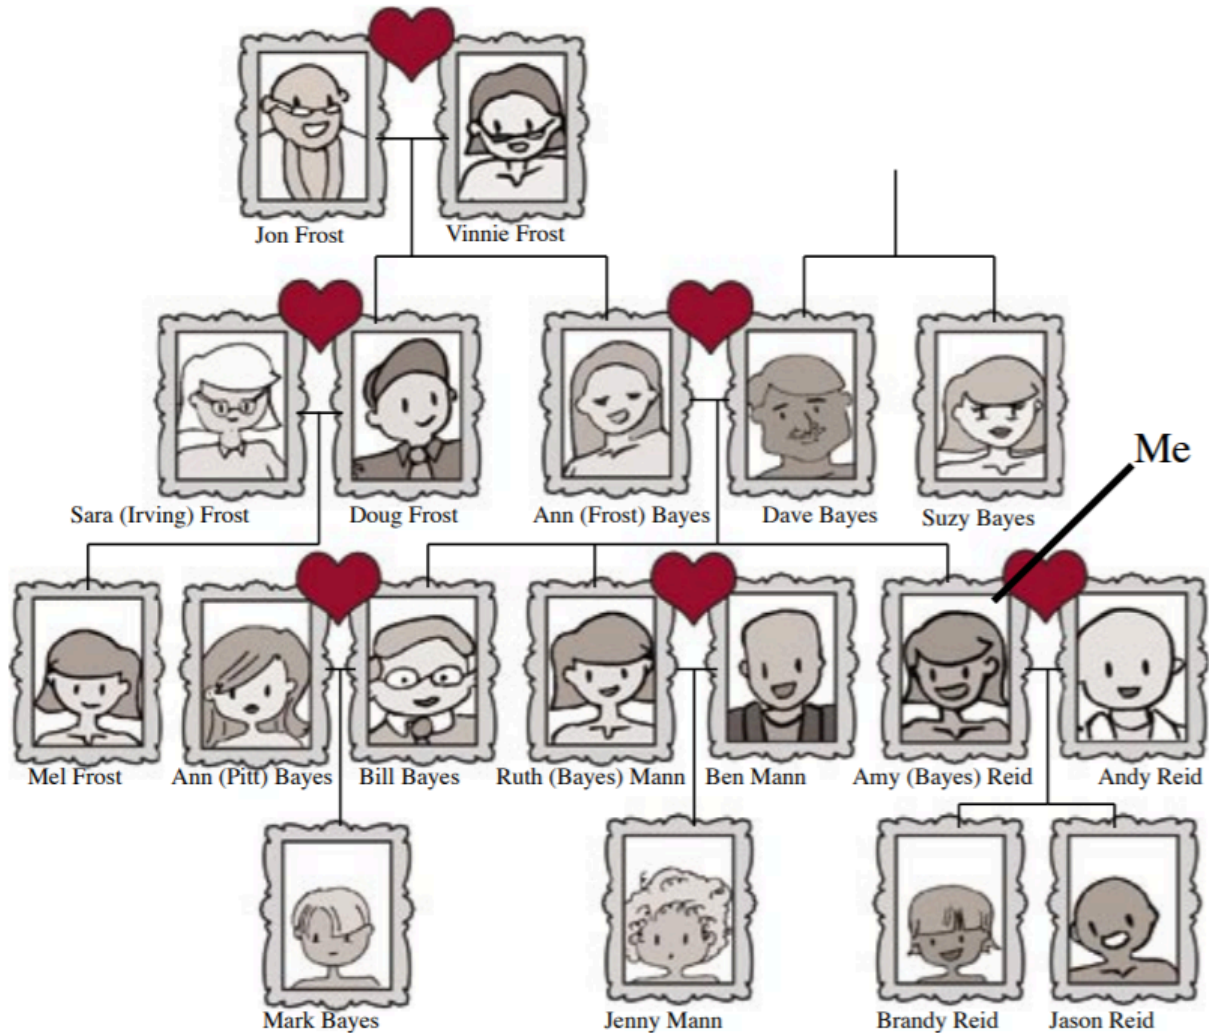 Jon Frost
Vinnie Frost
Me
Sara (Irving) Frost
Doug Frost
Ann (Frost) Bayes
Dave Bayes
Suzy Bayes
Mel Frost
Ann (Pitt) Bayes
Bill Bayes
Ruth (Bayes) Mann
Ben Mann
Amy (Bayes) Reid
Andy Reid
Mark Bayes
Jenny Mann
Brandy Reid
Jason Reid